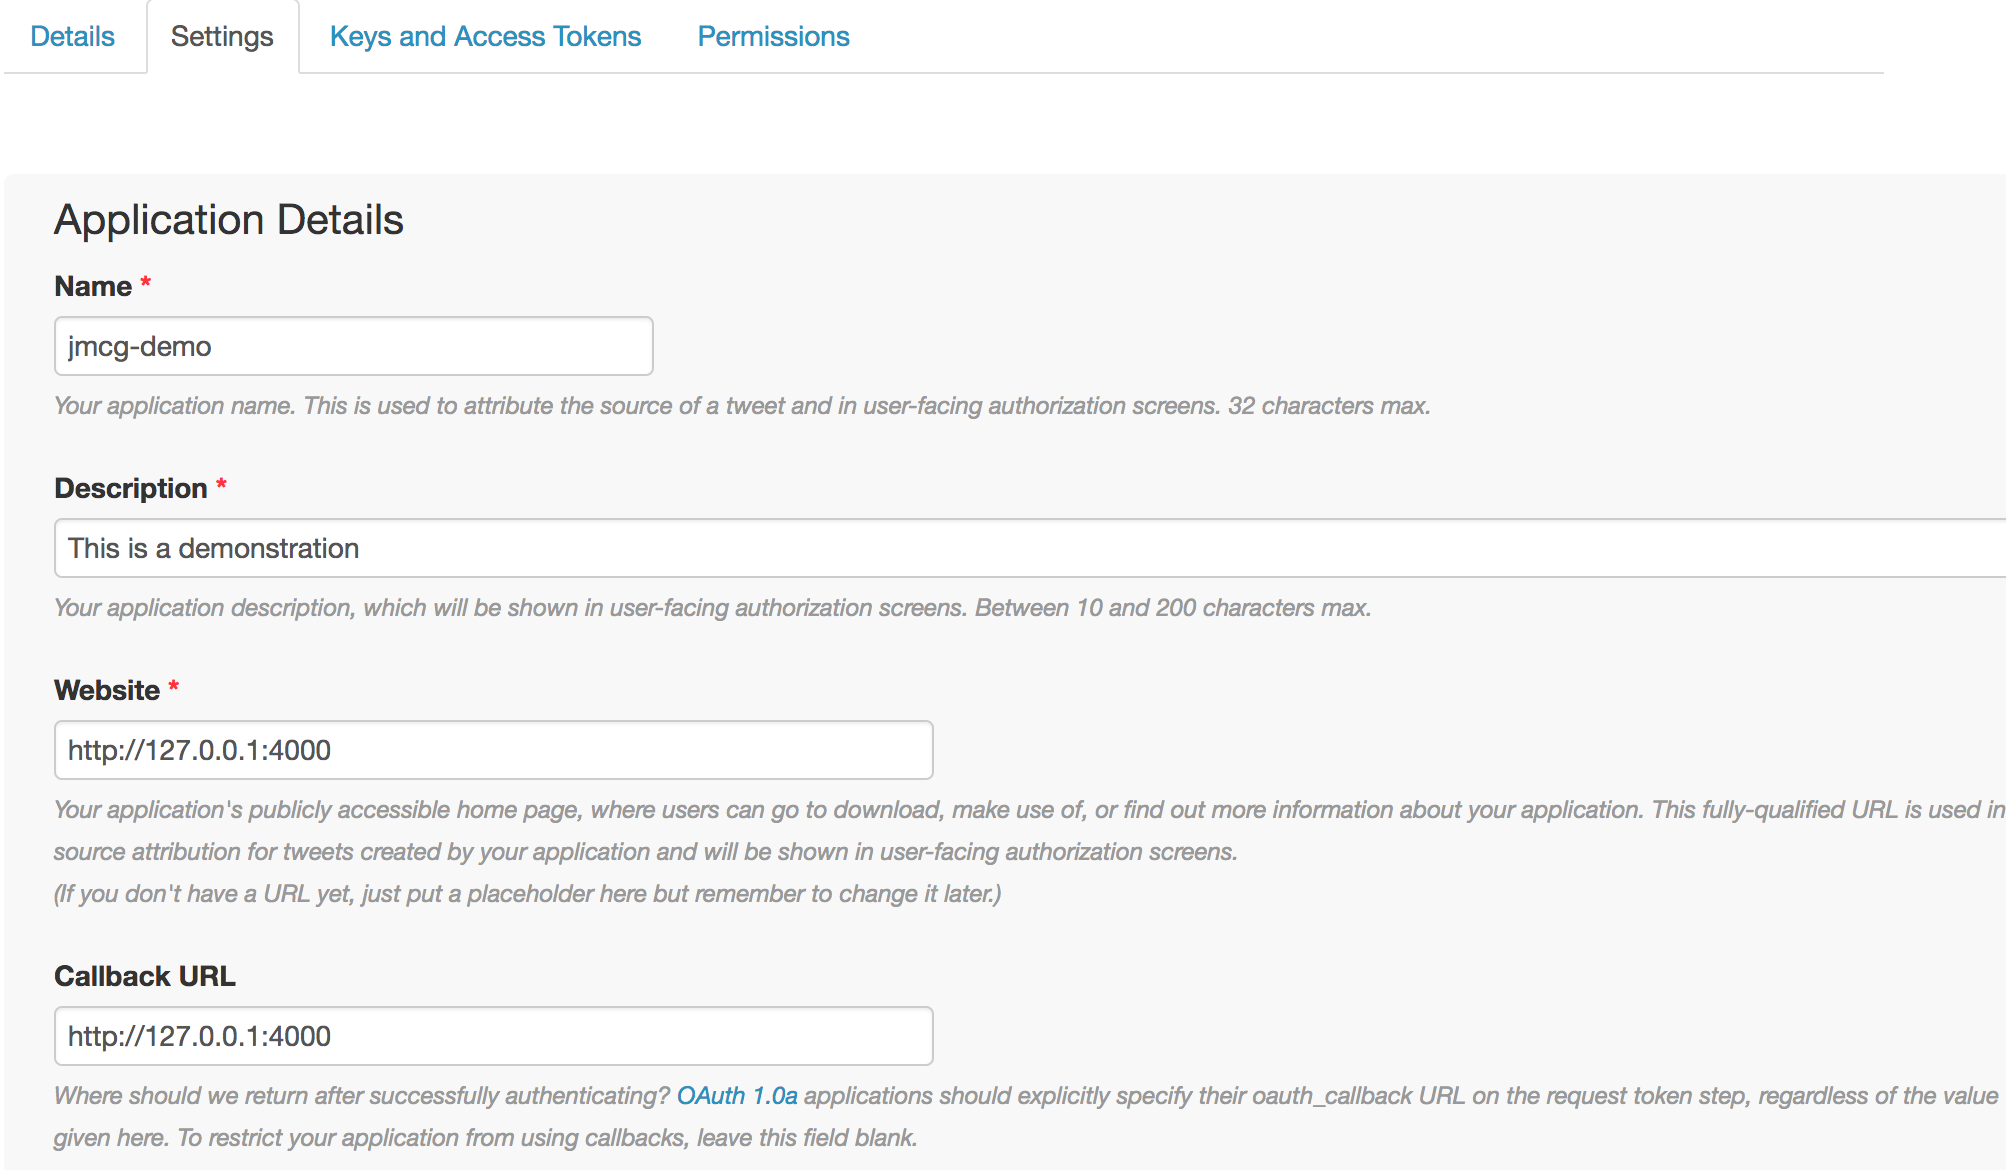 Details Settings Keys and Access Tokens Permissions
Application Details
Name *
jmcg-demo
Your application name. This is used to attribute the source of a tweet and in user-facing authorization screens. 32 characters max.
Description *
This is a demonstration
Your application description, which will be shown in user-facing authorization screens. Between 10 and 200 characters max.
Website *
http://127.0.0.1:4000
Your application's publicly accessible home page, where users can go to download, make use of, or find out more information about your application. This fully-qualified URL is used in
source attribution for tweets created by your application and will be shown in user-facing authorization screens.
(If you don't have a URL yet, just put a placeholder here but remember to change it later.)
Callback URL
http://127.0.0.1:4000
Where should we return after successfully authenticating? OAuth 1.0a applications should explicitly specify their oauth_callback URL on the request token step, regardless of the value
given here. To restrict your application from using callbacks, leave this field blank.